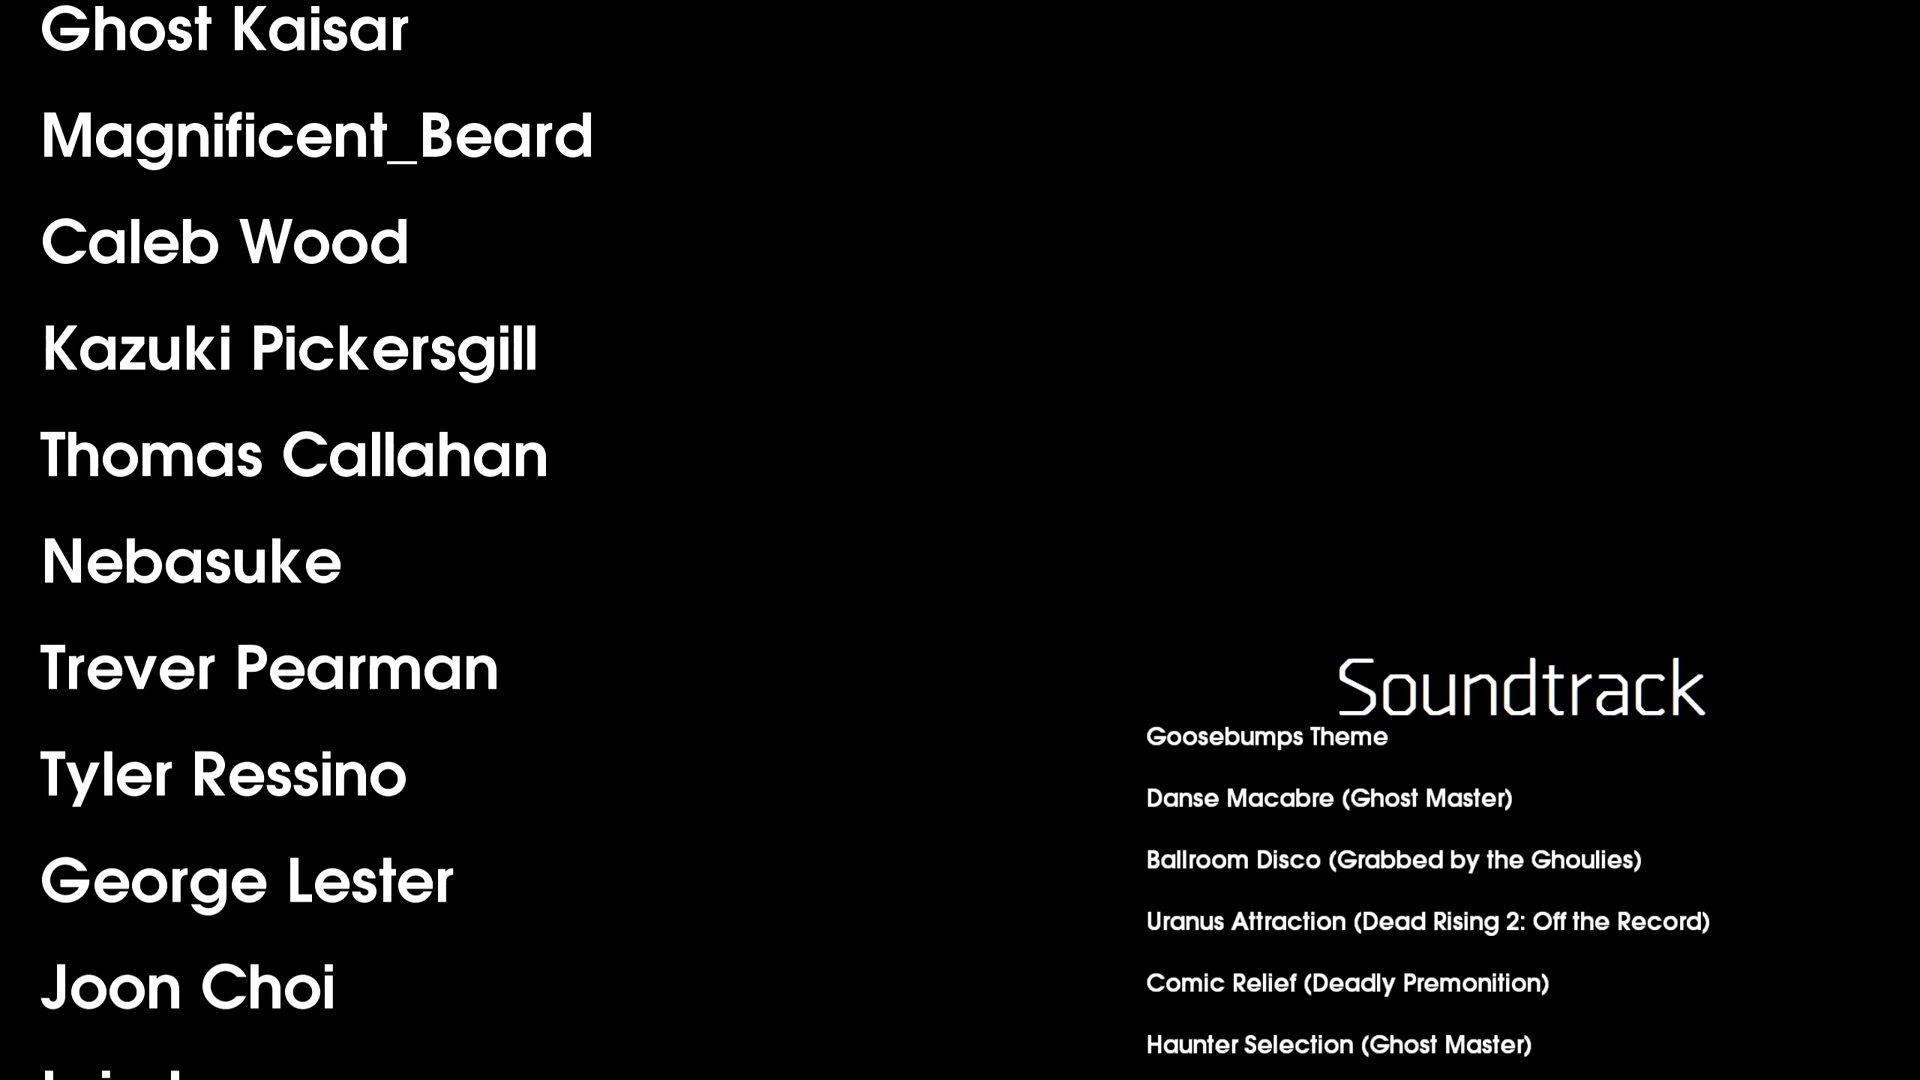 Ghost Kaisar
Magnificent_Beard
Caleb Wood
Kazuki Pickersgill
Thomas Callahan
Nebasuke
Trever Pearman
Tyler Ressino
George Lester
Joon Choi
Soundtrack
Goosebumps Theme
Danse Macabre (Ghost Master)
Ballroom Disco (Grabbed by the Ghoulies)
Uranus Attraction (Dead Rising 2: Off the Record)
Comic Relief (Deadly Premonition)
Haunter Selection (Ghost Master)